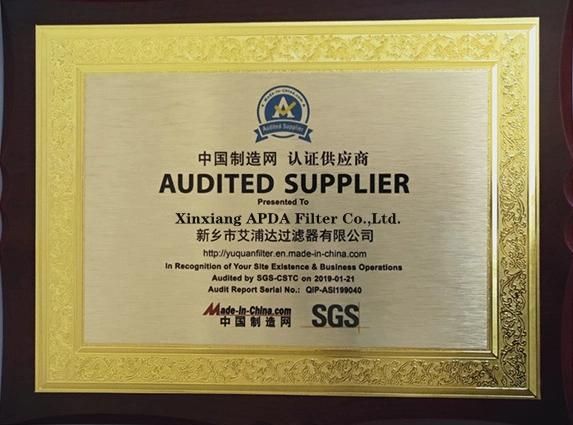 Made-in-China.com
Audited Supplier
中国制造网 认证供应商
AUDITED SUPPLIER
Presented To
Xinxiang APDA Filter Co.,Ltd.
新乡市艾浦达过滤器有限公司
http://yuquanfilter.en.made-in-china.com/
In Recognition of Your Site Existence & Business Operations
Audited by SGS-CSTC on 2019-01-21
Audit Report Serial No.: QIP-ASI199040
Made-in-China.com
中国制造网
SGS